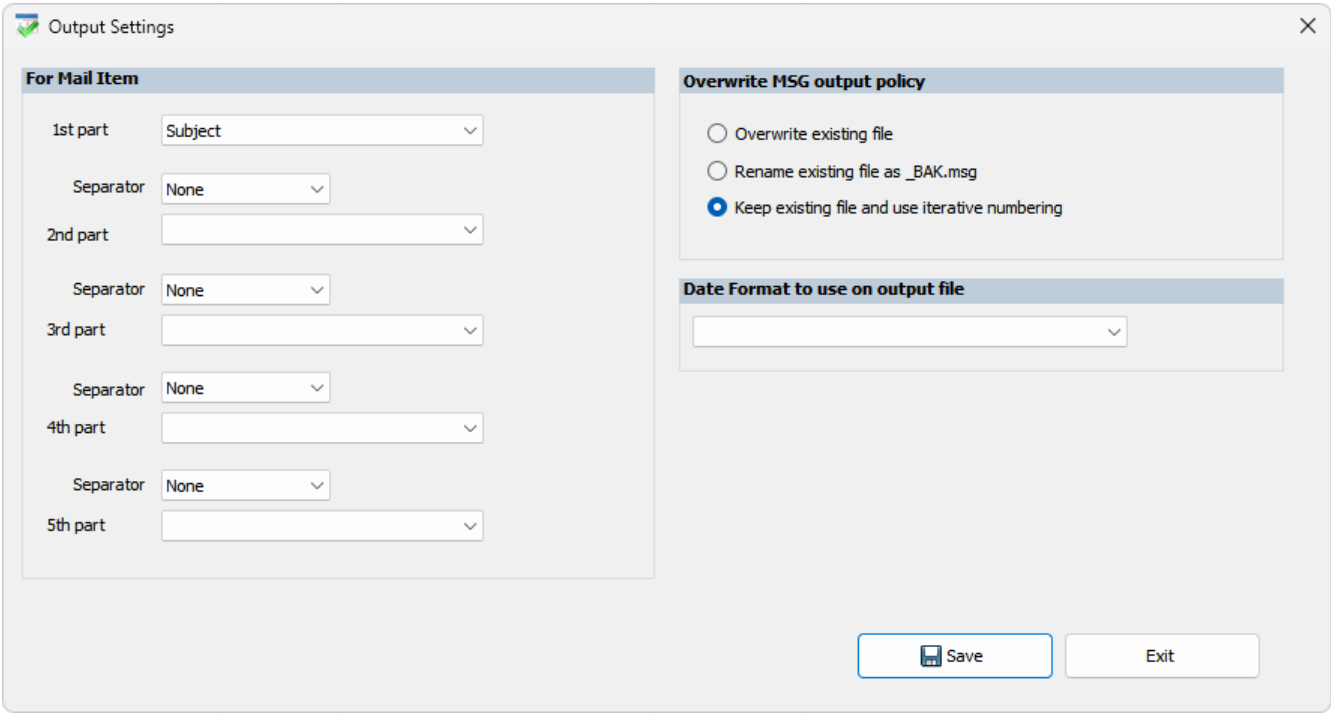 Output Settings
For Mail Item
1st part
Subject
Separator
None
2nd part
Separator
None
3rd part
Separator
None
4th part
Separator
None
5th part
Overwrite MSG output policy
Overwrite existing file
Rename existing file as _BAK.msg
Keep existing file and use iterative numbering
Date Format to use on output file
Save
Exit